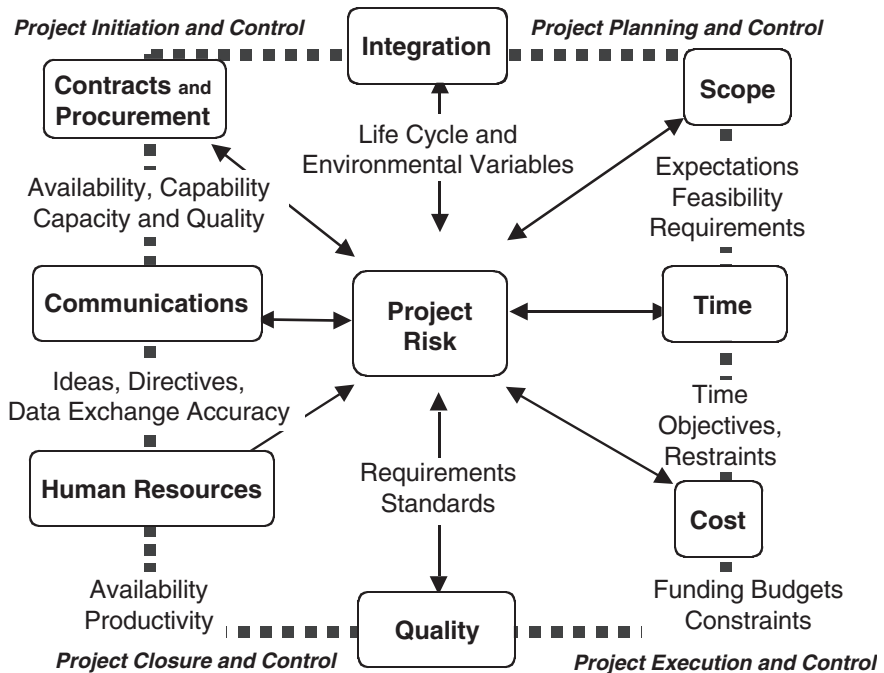 Project Initiation and Control
Integration
Project Planning and Control
Contracts and
Procurement
Scope
Life Cycle and
Environmental Variables
Availability, Capability
Capacity and Quality
Expectations
Feasibility
Requirements
Communications
Project
Risk
Time
Ideas, Directives,
Data Exchange Accuracy
Time
Objectives,
Restraints
Human Resources
Requirements
Standards
Cost
Availability
Productivity
Funding Budgets
Constraints
Quality
Project Closure and Control
Project Execution and Control